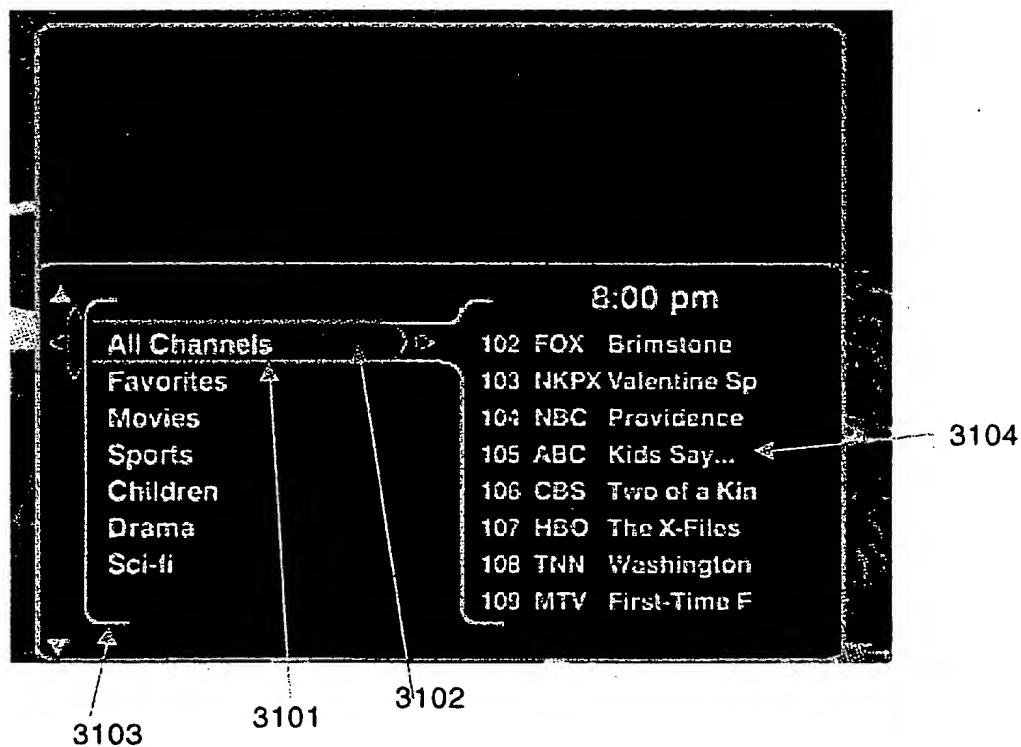 8:00 pm
All Channels
Favorites
Movies
Sports
Children
Drama
Sci-fi
102 FOX Brimstone
103 NKPX Valentine Sp
104 NBC Providence
105 ABC Kids Say...
106 CBS Two of a Kin
107 HBO The X-Files
108 TNN Washington
109 MTV First-Time F
3104
3103
3101
3102